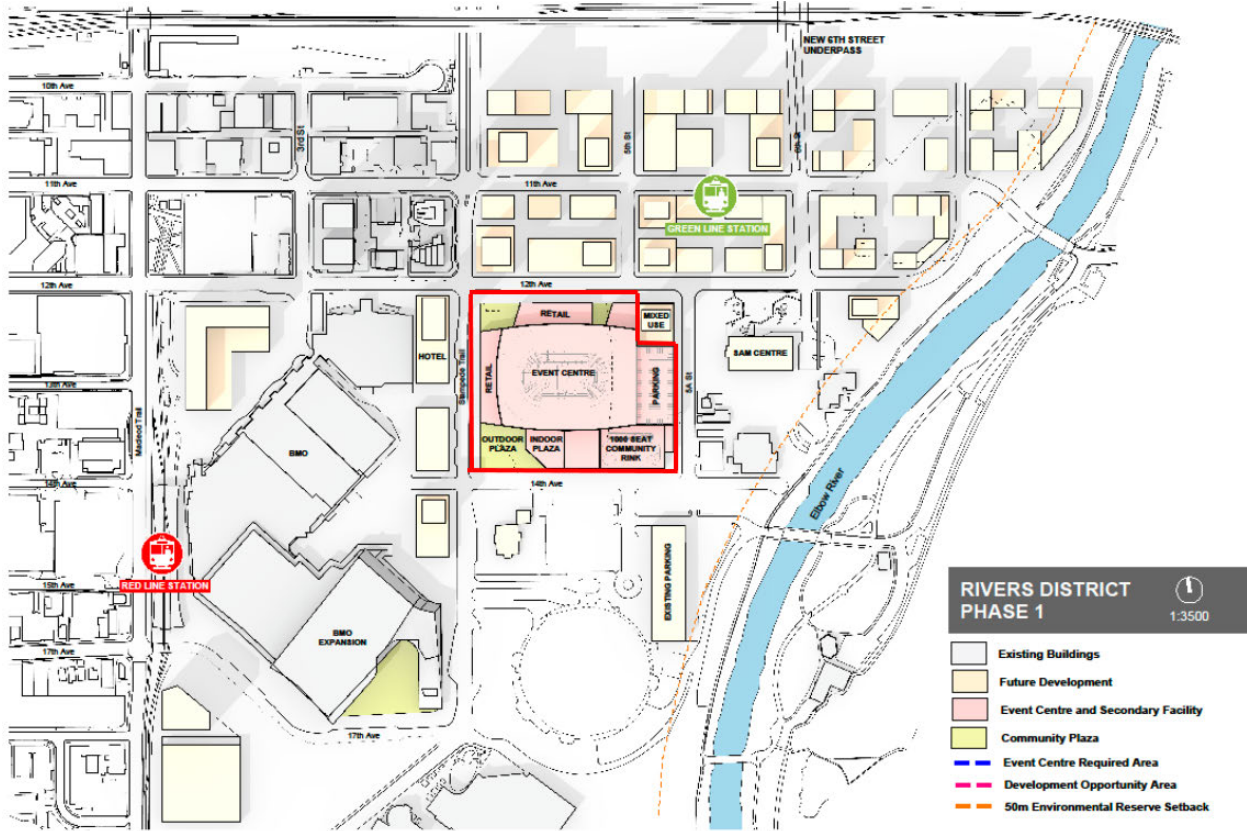 NEW 6TH STREET
UNDERPASS
10th Ave
3rd St
5th St
6th St
11th Ave
11th Ave
GREEN LINE STATION
12th Ave
12th Ave
RETAIL
MIXED
USE
HOTEL
Stampede Trail
RETAIL
EVENT CENTRE
PARKING
5A St
SAM CENTRE
13th Ave
Macleod Trail
OUTDOOR
PLAZA
INDOOR
PLAZA
1000 SEAT
COMMUNITY
RINK
BMO
14th Ave
14th Ave
Elbow River
RED LINE STATION
EXISTING PARKING
15th Ave
BMO
EXPANSION
17th Ave
17th Ave
RIVERS DISTRICT
PHASE 1
1:3500
Existing Buildings
Future Development
Event Centre and Secondary Facility
Community Plaza
Event Centre Required Area
Development Opportunity Area
50m Environmental Reserve Setback